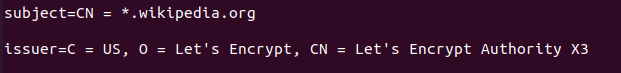 subject=CN = *.wikipedia.org
issuer=C = US, O = Let's Encrypt, CN = Let's Encrypt Authority X3